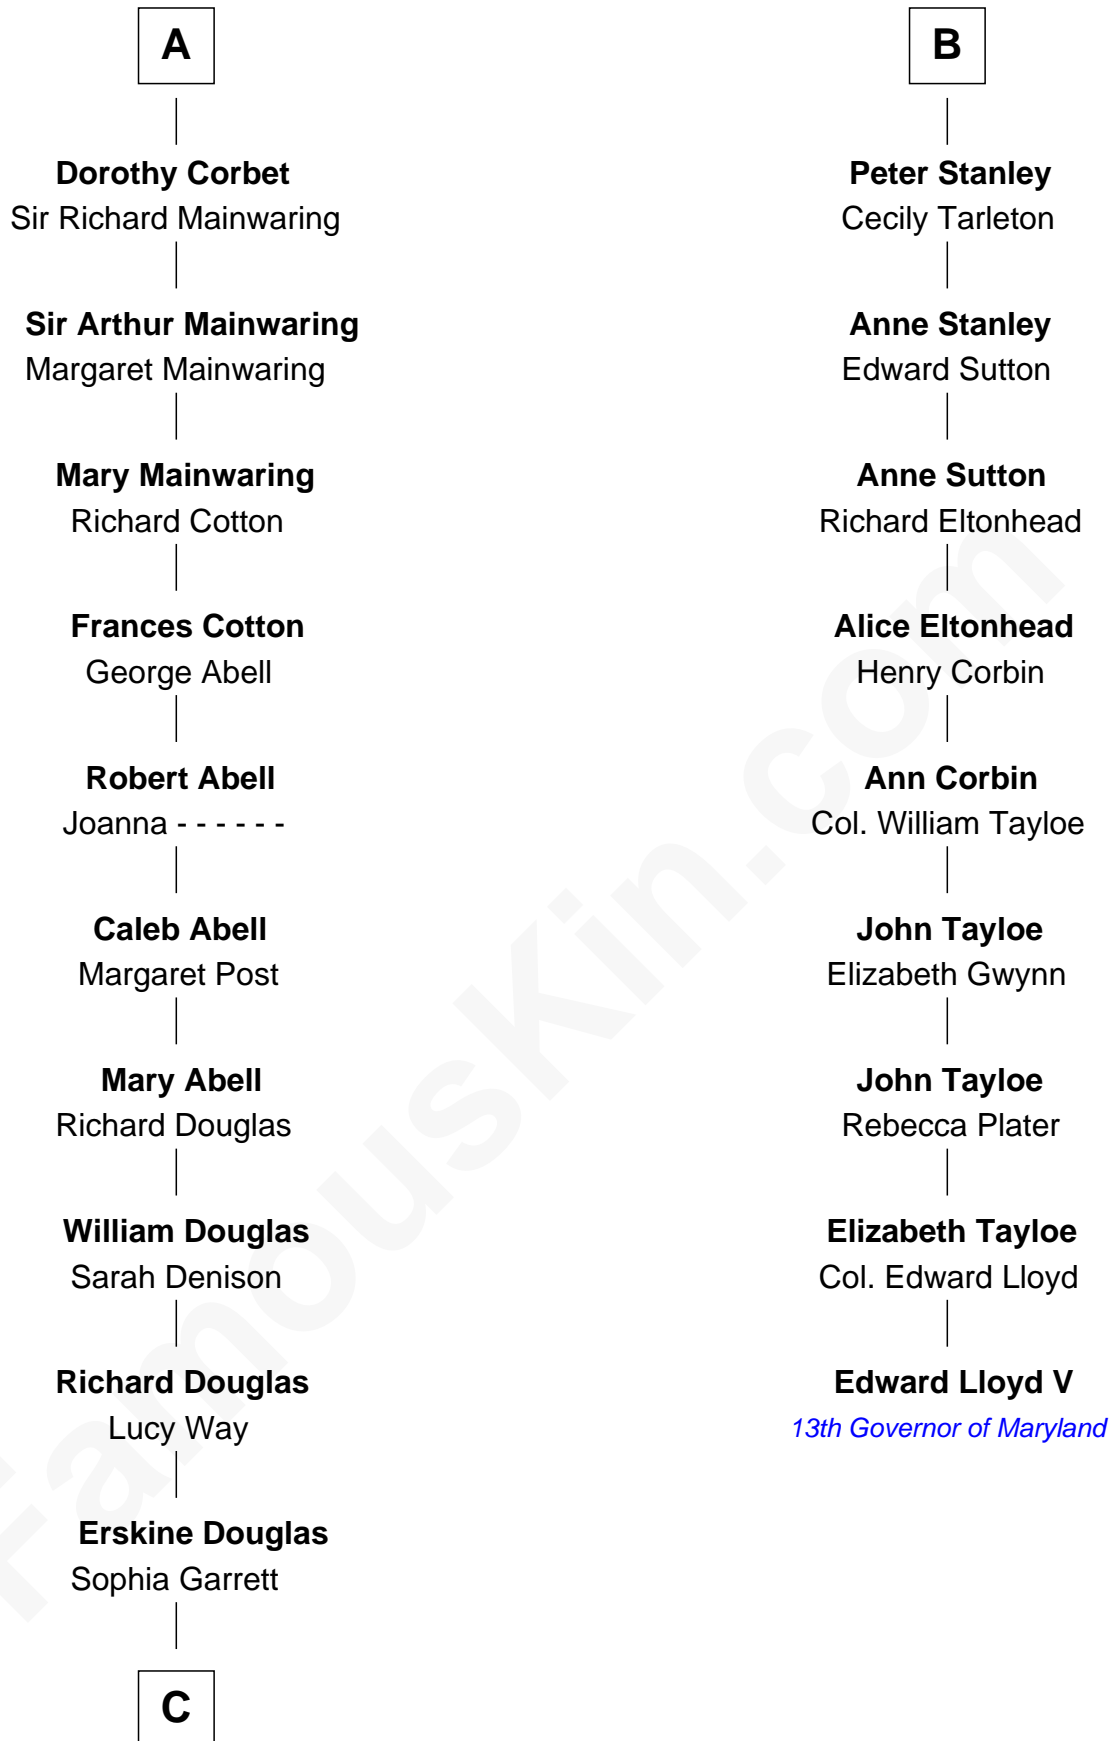 A
Dorothy Corbet
Sir Richard Mainwaring
Sir Arthur Mainwaring
Margaret Mainwaring
Mary Mainwaring
Richard Cotton
Frances Cotton
George Abell
Robert Abell
Joanna - - - - - -
Caleb Abell
Margaret Post
Mary Abell
Richard Douglas
William Douglas
Sarah Denison
Richard Douglas
Lucy Way
Erskine Douglas
Sophia Garrett
C
B
Peter Stanley
Cecily Tarleton
Anne Stanley
Edward Sutton
Anne Sutton
Richard Eltonhead
Alice Eltonhead
Henry Corbin
Ann Corbin
Col. William Tayloe
John Tayloe
Elizabeth Gwynn
John Tayloe
Rebecca Plater
Elizabeth Tayloe
Col. Edward Lloyd
Edward Lloyd V
13th Governor of Maryland
FamousKin.com